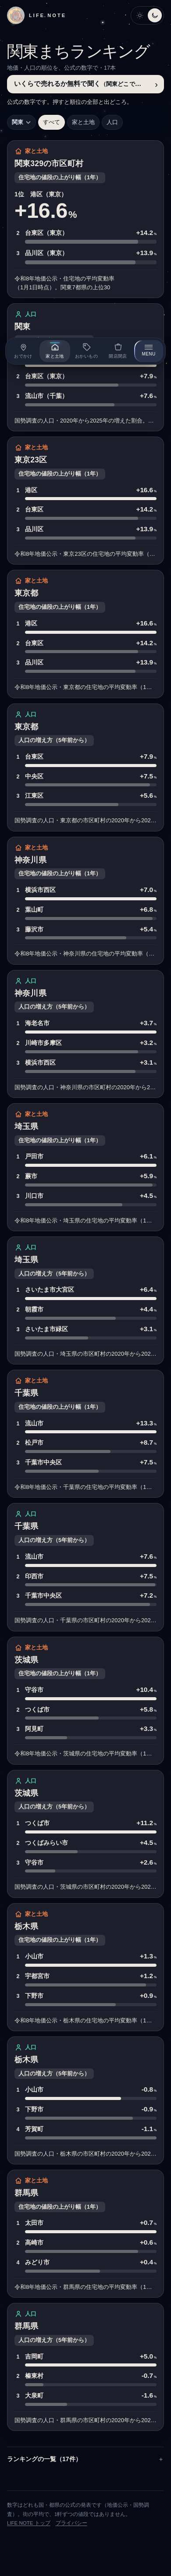 LIFE NOTE
関東まちランキング
地価・人口の順位を、公式の数字で・17本
いくらで売れるか無料で聞く（関東どこで… ›
公式の数字です。押すと順位の全部と出どころ。
関東 すべて 家と土地 人口
家と土地
関東329の市区町村
住宅地の値段の上がり幅（1年）
1位 港区（東京）
+16.6%
2 台東区（東京） +14.2%
3 品川区（東京） +13.9%
令和8年地価公示・住宅地の平均変動率
（1月1日時点）。関東7都県の上位30
人口
関東
おでかけ 家と土地 おかいもの 開店閉店 MENU
2 台東区（東京） +7.9%
3 流山市（千葉） +7.6%
国勢調査の人口・2020年から2025年の増えた割合。…
家と土地
東京23区
住宅地の値段の上がり幅（1年）
1 港区 +16.6%
2 台東区 +14.2%
3 品川区 +13.9%
令和8年地価公示・東京23区の住宅地の平均変動率（…
家と土地
東京都
住宅地の値段の上がり幅（1年）
1 港区 +16.6%
2 台東区 +14.2%
3 品川区 +13.9%
令和8年地価公示・東京都の住宅地の平均変動率（1…
人口
東京都
人口の増え方（5年前から）
1 台東区 +7.9%
2 中央区 +7.5%
3 江東区 +5.6%
国勢調査の人口・東京都の市区町村の2020年から202…
家と土地
神奈川県
住宅地の値段の上がり幅（1年）
1 横浜市西区 +7.0%
2 葉山町 +6.8%
3 藤沢市 +5.4%
令和8年地価公示・神奈川県の住宅地の平均変動率（…
人口
神奈川県
人口の増え方（5年前から）
1 海老名市 +3.7%
2 川崎市多摩区 +3.2%
3 横浜市西区 +3.1%
国勢調査の人口・神奈川県の市区町村の2020年から2…
家と土地
埼玉県
住宅地の値段の上がり幅（1年）
1 戸田市 +6.1%
2 蕨市 +5.9%
3 川口市 +4.5%
令和8年地価公示・埼玉県の住宅地の平均変動率（1…
人口
埼玉県
人口の増え方（5年前から）
1 さいたま市大宮区 +6.4%
2 朝霞市 +4.4%
3 さいたま市緑区 +3.1%
国勢調査の人口・埼玉県の市区町村の2020年から202…
家と土地
千葉県
住宅地の値段の上がり幅（1年）
1 流山市 +13.3%
2 松戸市 +8.7%
3 千葉市中央区 +7.5%
令和8年地価公示・千葉県の住宅地の平均変動率（1…
人口
千葉県
人口の増え方（5年前から）
1 流山市 +7.6%
2 印西市 +7.5%
3 千葉市中央区 +7.2%
国勢調査の人口・千葉県の市区町村の2020年から202…
家と土地
茨城県
住宅地の値段の上がり幅（1年）
1 守谷市 +10.4%
2 つくば市 +5.8%
3 阿見町 +3.3%
令和8年地価公示・茨城県の住宅地の平均変動率（1…
人口
茨城県
人口の増え方（5年前から）
1 つくば市 +11.2%
2 つくばみらい市 +4.5%
3 守谷市 +2.6%
国勢調査の人口・茨城県の市区町村の2020年から202…
家と土地
栃木県
住宅地の値段の上がり幅（1年）
1 小山市 +1.3%
2 宇都宮市 +1.2%
3 下野市 +0.9%
令和8年地価公示・栃木県の住宅地の平均変動率（1…
人口
栃木県
人口の増え方（5年前から）
2 小山市 -0.8%
2 下野市 -0.9%
4 芳賀町 -1.1%
国勢調査の人口・栃木県の市区町村の2020年から202…
家と土地
群馬県
住宅地の値段の上がり幅（1年）
1 太田市 +0.7%
2 高崎市 +0.6%
4 みどり市 +0.4%
令和8年地価公示・群馬県の住宅地の平均変動率（1…
人口
群馬県
人口の増え方（5年前から）
1 吉岡町 +5.0%
2 榛東村 -0.7%
3 大泉町 -1.6%
国勢調査の人口・群馬県の市区町村の2020年から202…
ランキングの一覧（17件） +
数字はどれも国・都県の公式の発表です（地価公示・国勢調
査）。街の平均で、1軒ずつの値段ではありません。
LIFE NOTE トップ プライバシー